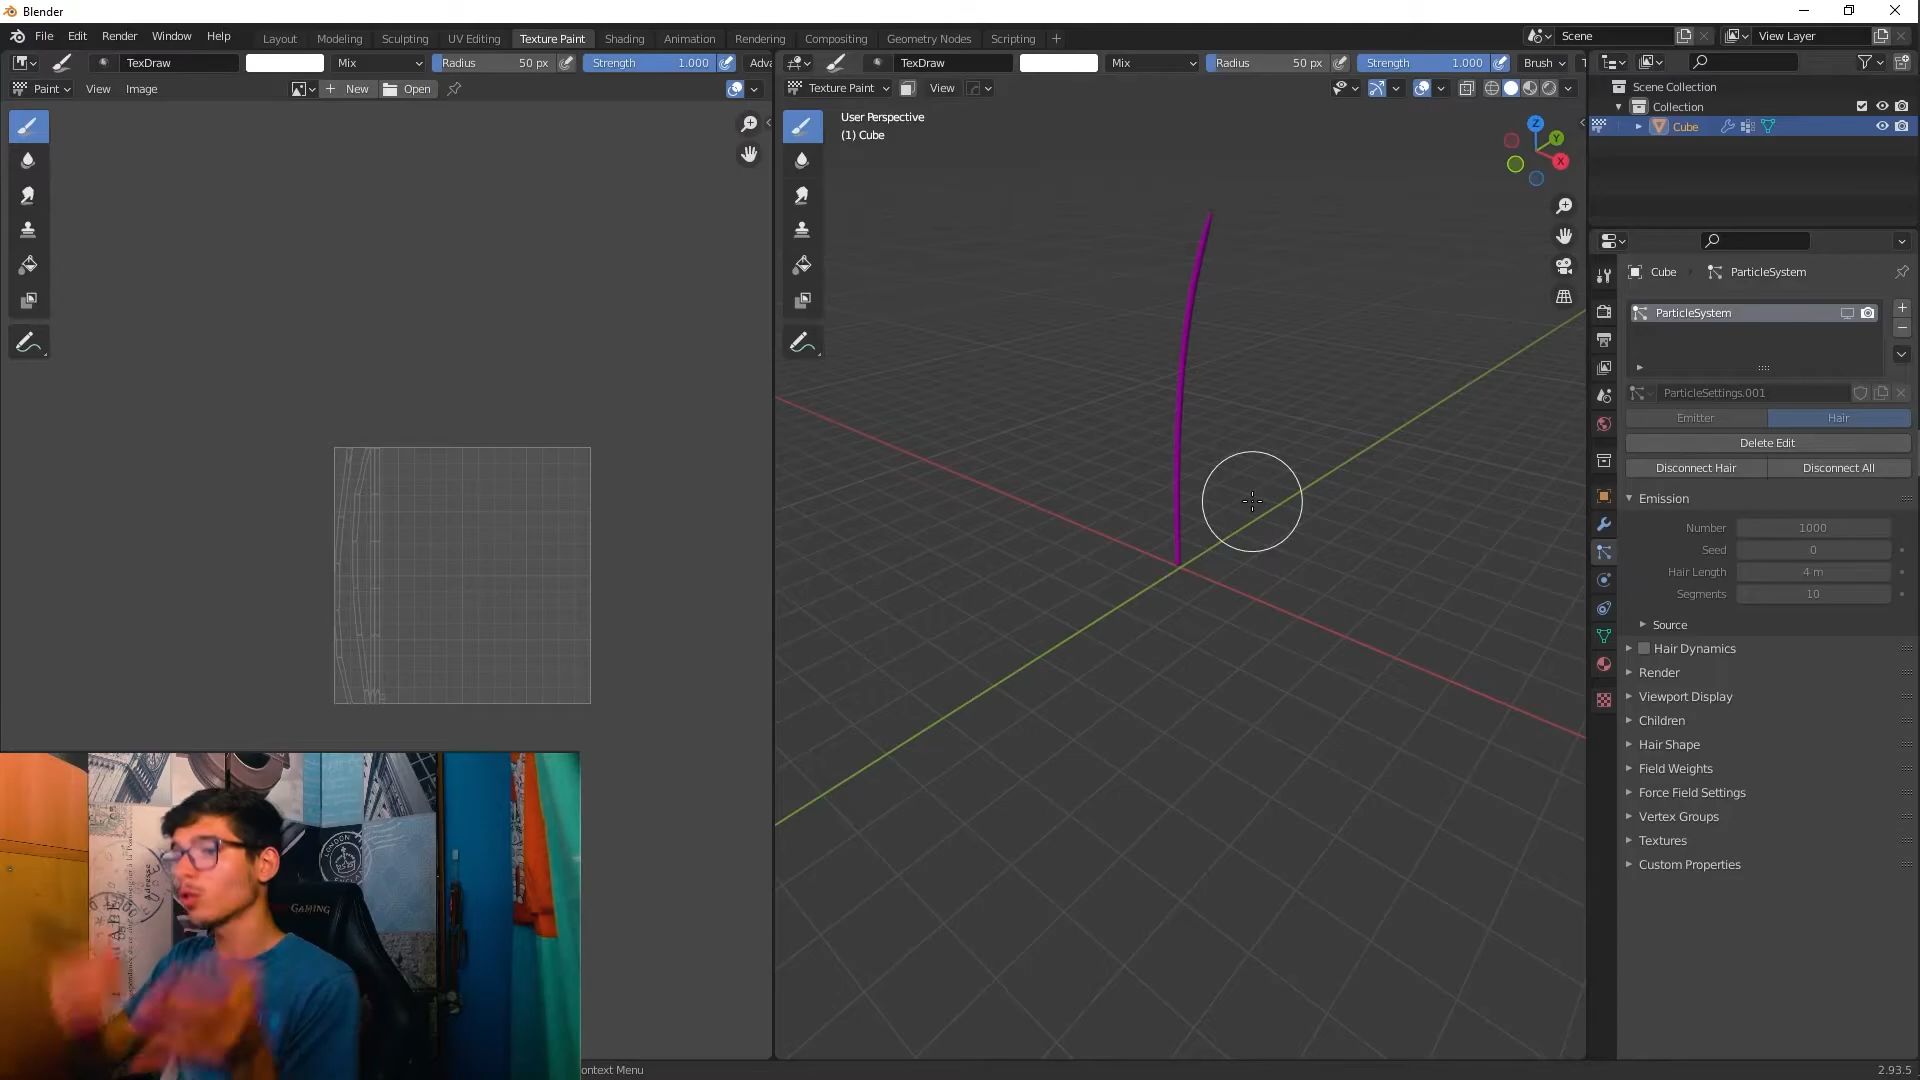 Blender
File Edit Render Window Help
Layout Modeling Sculpting UV Editing Texture Paint Shading Animation Rendering Compositing Geometry Nodes Scripting +
Scene
View Layer
TexDraw Mix Radius 50 px Strength 1.000 Adva
TexDraw Mix Radius 50 px Strength 1.000 Brush
Paint View Image
New Open
Texture Paint View
User Perspective
(1) Cube
Z
Y
X
Scene Collection
Collection
Cube
Cube ParticleSystem
ParticleSystem
ParticleSettings.001
Emitter Hair
Delete Edit
Disconnect Hair Disconnect All
Emission
Number 1000
Seed 0
Hair Length 4 m
Segments 10
Source
Hair Dynamics
Render
Viewport Display
Children
Hair Shape
Field Weights
Force Field Settings
Vertex Groups
Textures
Custom Properties
LONDON
GAMING
ontext Menu
2.93.5